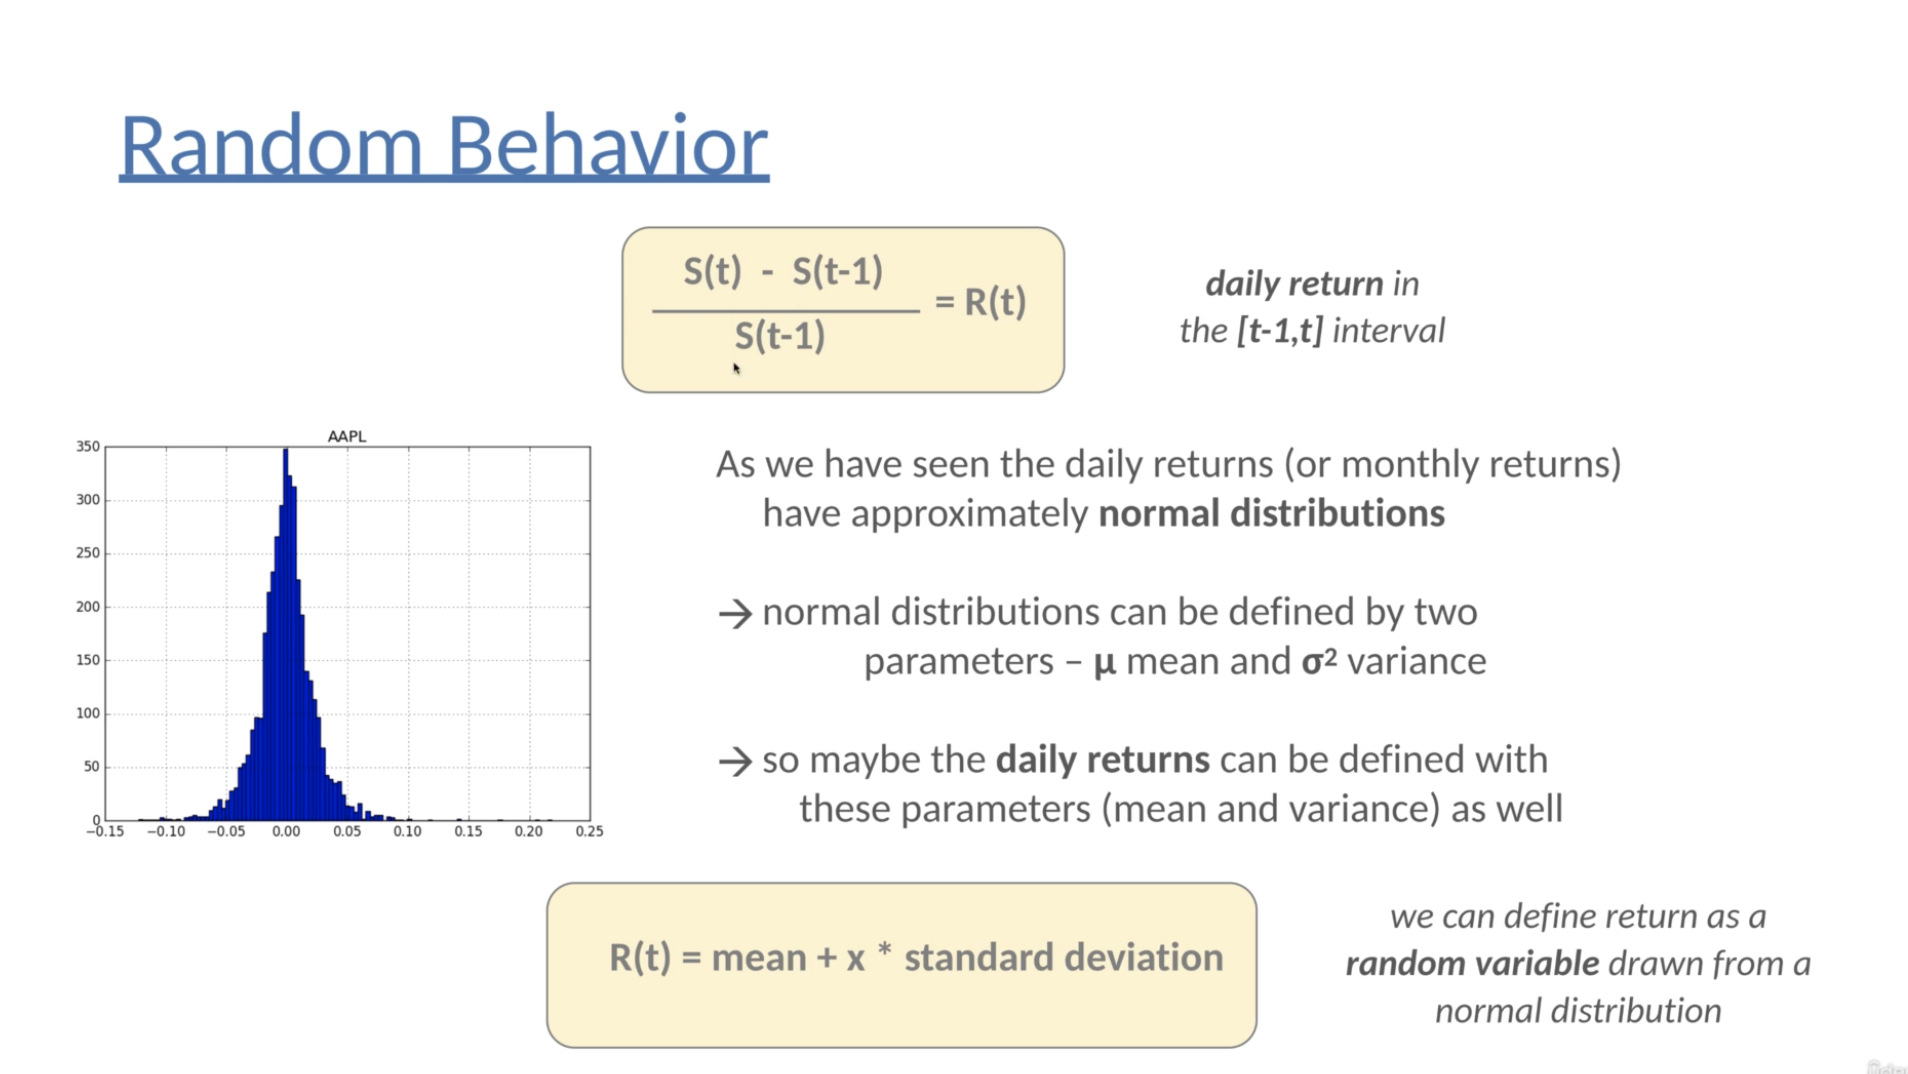 Random Behavior
S(t) - S(t-1)
= R(t)
S(t-1)
daily return in
the [t-1,t] interval
AAPL
350
300
250
200
150
100
50
0
−0.15 −0.10 −0.05 0.00 0.05 0.10 0.15 0.20 0.25
As we have seen the daily returns (or monthly returns)
have approximately normal distributions
→ normal distributions can be defined by two
parameters – μ mean and σ² variance
→ so maybe the daily returns can be defined with
these parameters (mean and variance) as well
R(t) = mean + x * standard deviation
we can define return as a
random variable drawn from a
normal distribution